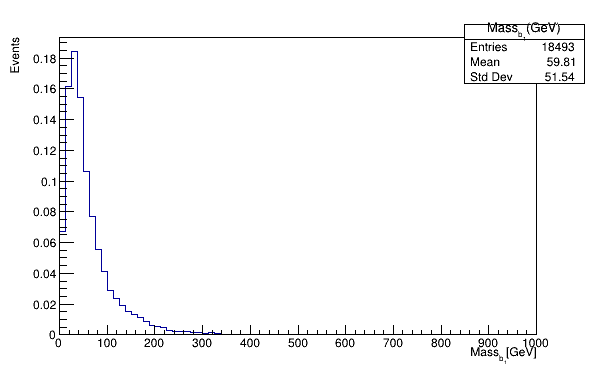 Mass_b_1(GeV)
Entries 18493
Mean 59.81
Std Dev 51.54
Events
0.18
0.16
0.14
0.12
0.1
0.08
0.06
0.04
0.02
0
0 100 200 300 400 500 600 700 800 900 1000
Mass_b_1[GeV]